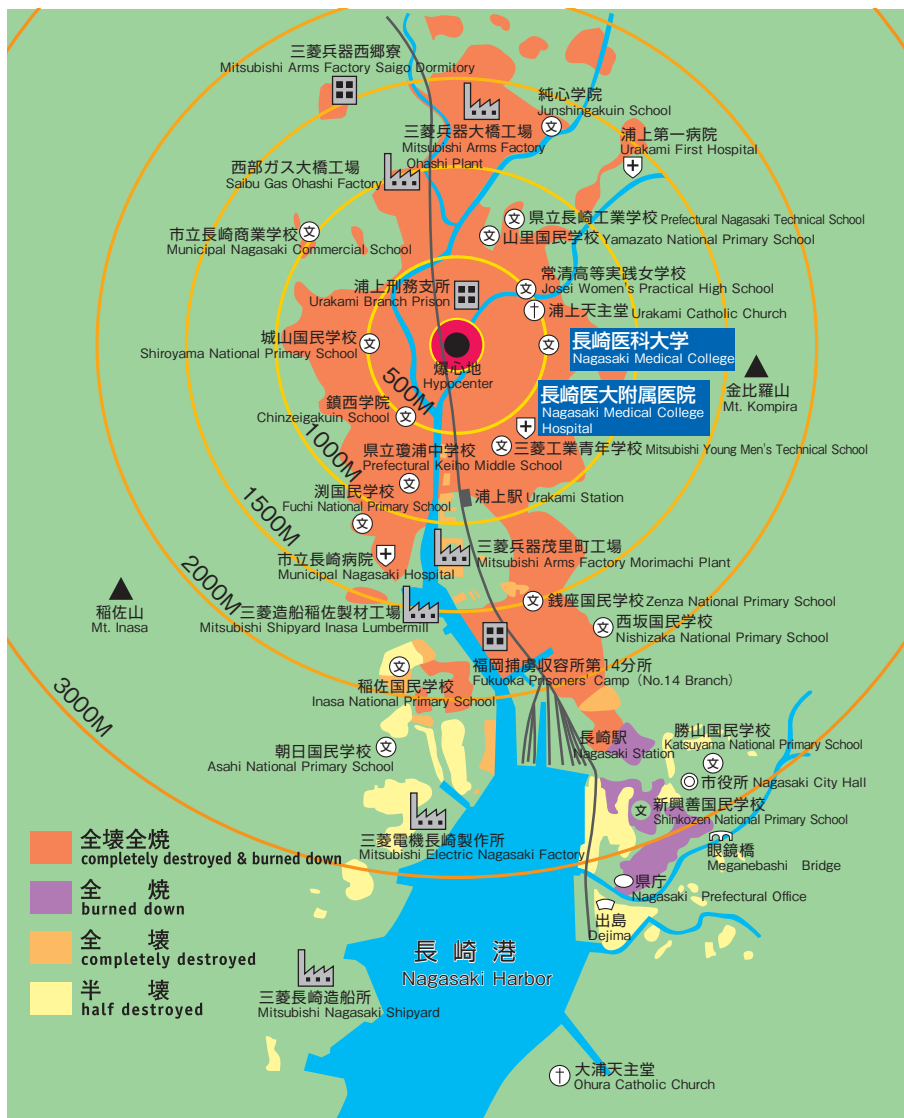 三菱兵器西郷寮
Mitsubishi Arms Factory Saigo Dormitory
純心学院
Junshingakuin School
三菱兵器大橋工場
Mitsubishi Arms Factory
Ohashi Plant
浦上第一病院
Urakami First Hospital
西部ガス大橋工場
Saibu Gas Ohashi Factory
文
文
県立長崎工業学校 Prefectural Nagasaki Technical School
市立長崎商業学校
Municipal Nagasaki Commercial School
文
文
山里国民学校 Yamazato National Primary School
浦上刑務支所
Urakami Branch Prison
文
常清高等実践女学校
Josei Women's Practical High School
浦上天主堂 Urakami Catholic Church
城山国民学校
Shiroyama National Primary School
文
文
長崎医科大学
Nagasaki Medical College
爆心地
Hypocenter
500M
金比羅山
Mt. Kompira
長崎医大附属医院
Nagasaki Medical College
Hospital
鎮西学院
Chinzeigakuin School
文
1000M
県立瓊浦中学校
Prefectural Keiho Middle School
文
文
三菱工業青年学校 Mitsubishi Young Men's Technical School
渕国民学校
Fuchi National Primary School
文
浦上駅 Urakami Station
1500M
市立長崎病院
Municipal Nagasaki Hospital
三菱兵器茂里町工場
Mitsubishi Arms Factory Morimachi Plant
2000M
稲佐山
Mt. Inasa
三菱造船稲佐製材工場
Mitsubishi Shipyard Inasa Lumbermill
文
銭座国民学校 Zenza National Primary School
文
西坂国民学校
Nishizaka National Primary School
福岡捕虜収容所第14分所
Fukuoka Prisoners' Camp (No.14 Branch)
文
稲佐国民学校
Inasa National Primary School
3000M
朝日国民学校
Asahi National Primary School
文
長崎駅
Nagasaki Station
勝山国民学校
Katsuyama National Primary School
文
市役所 Nagasaki City Hall
文
新興善国民学校
Shinkozen National Primary School
三菱電機長崎製作所
Mitsubishi Electric Nagasaki Factory
眼鏡橋
Meganebashi Bridge
県庁
Nagasaki Prefectural Office
出島
Dejima
全壊全焼
completely destroyed & burned down
全 焼
burned down
全 壊
completely destroyed
半 壊
half destroyed
長崎港
Nagasaki Harbor
三菱長崎造船所
Mitsubishi Nagasaki Shipyard
大浦天主堂
Ohura Catholic Church